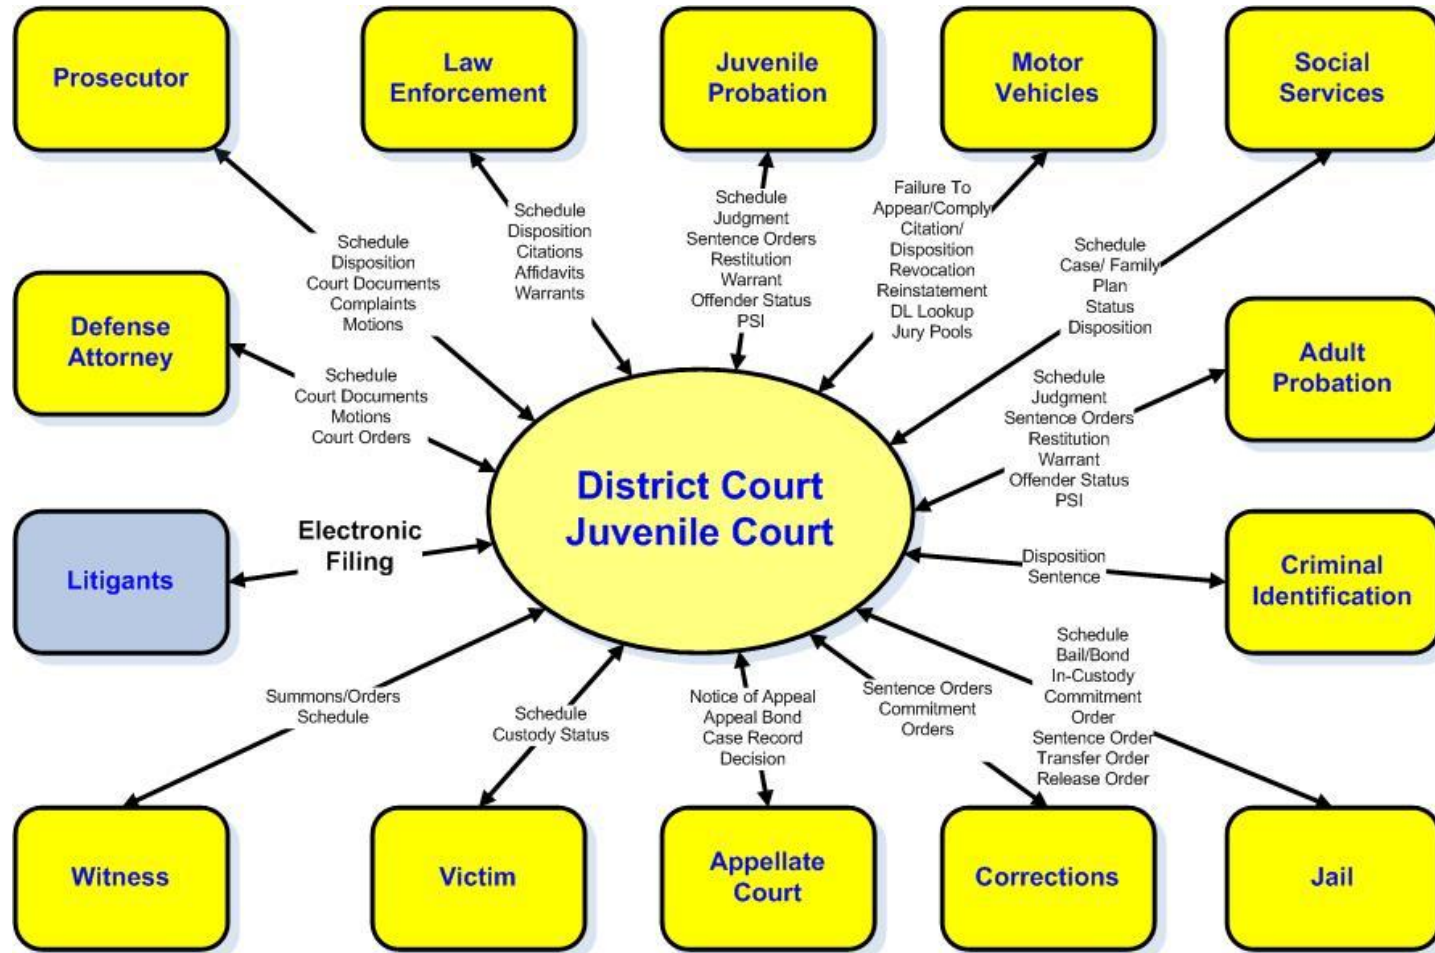 Prosecutor
Law
Enforcement
Juvenile
Probation
Motor
Vehicles
Social
Services
Schedule
Disposition
Court Documents
Complaints
Motions
Schedule
Disposition
Citations
Affidavits
Warrants
Schedule
Judgment
Sentence Orders
Restitution
Warrant
Offender Status
PSI
Failure To
Appear/Comply
Citation/
Disposition
Revocation
Reinstatement
DL Lookup
Jury Pools
Schedule
Case/ Family
Plan
Status
Disposition
Defense
Attorney
Schedule
Court Documents
Motions
Court Orders
Adult
Probation
Schedule
Judgment
Sentence Orders
Restitution
Warrant
Offender Status
PSI
District Court
Juvenile Court
Litigants
Electronic
Filing
Disposition
Sentence
Criminal
Identification
Summons/Orders
Schedule
Schedule
Custody Status
Notice of Appeal
Appeal Bond
Case Record
Decision
Sentence Orders
Commitment
Orders
Schedule
Bail/Bond
In-Custody
Commitment
Order
Sentence Order
Transfer Order
Release Order
Witness
Victim
Appellate
Court
Corrections
Jail